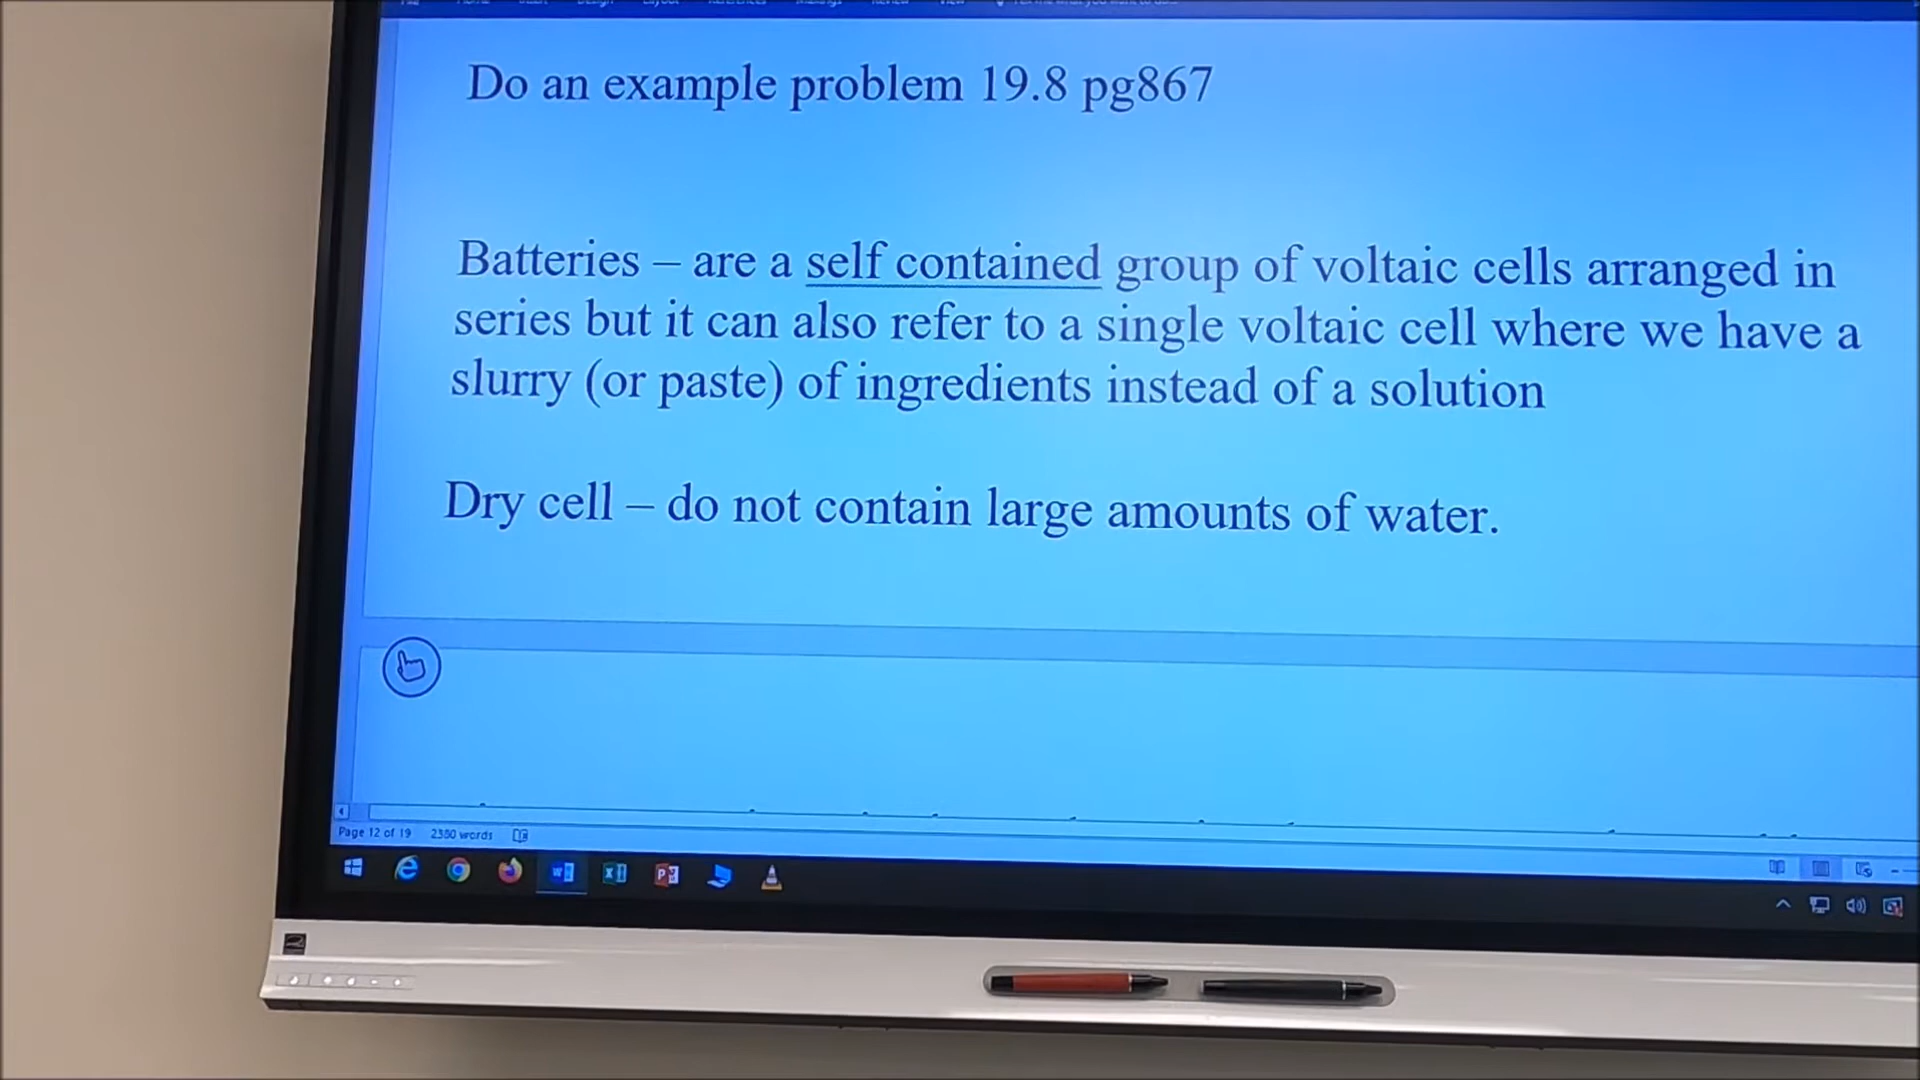 Do an example problem 19.8 pg867
Batteries – are a self contained group of voltaic cells arranged in
series but it can also refer to a single voltaic cell where we have a
slurry (or paste) of ingredients instead of a solution
Dry cell – do not contain large amounts of water.
Page 12 of 19 2380 words